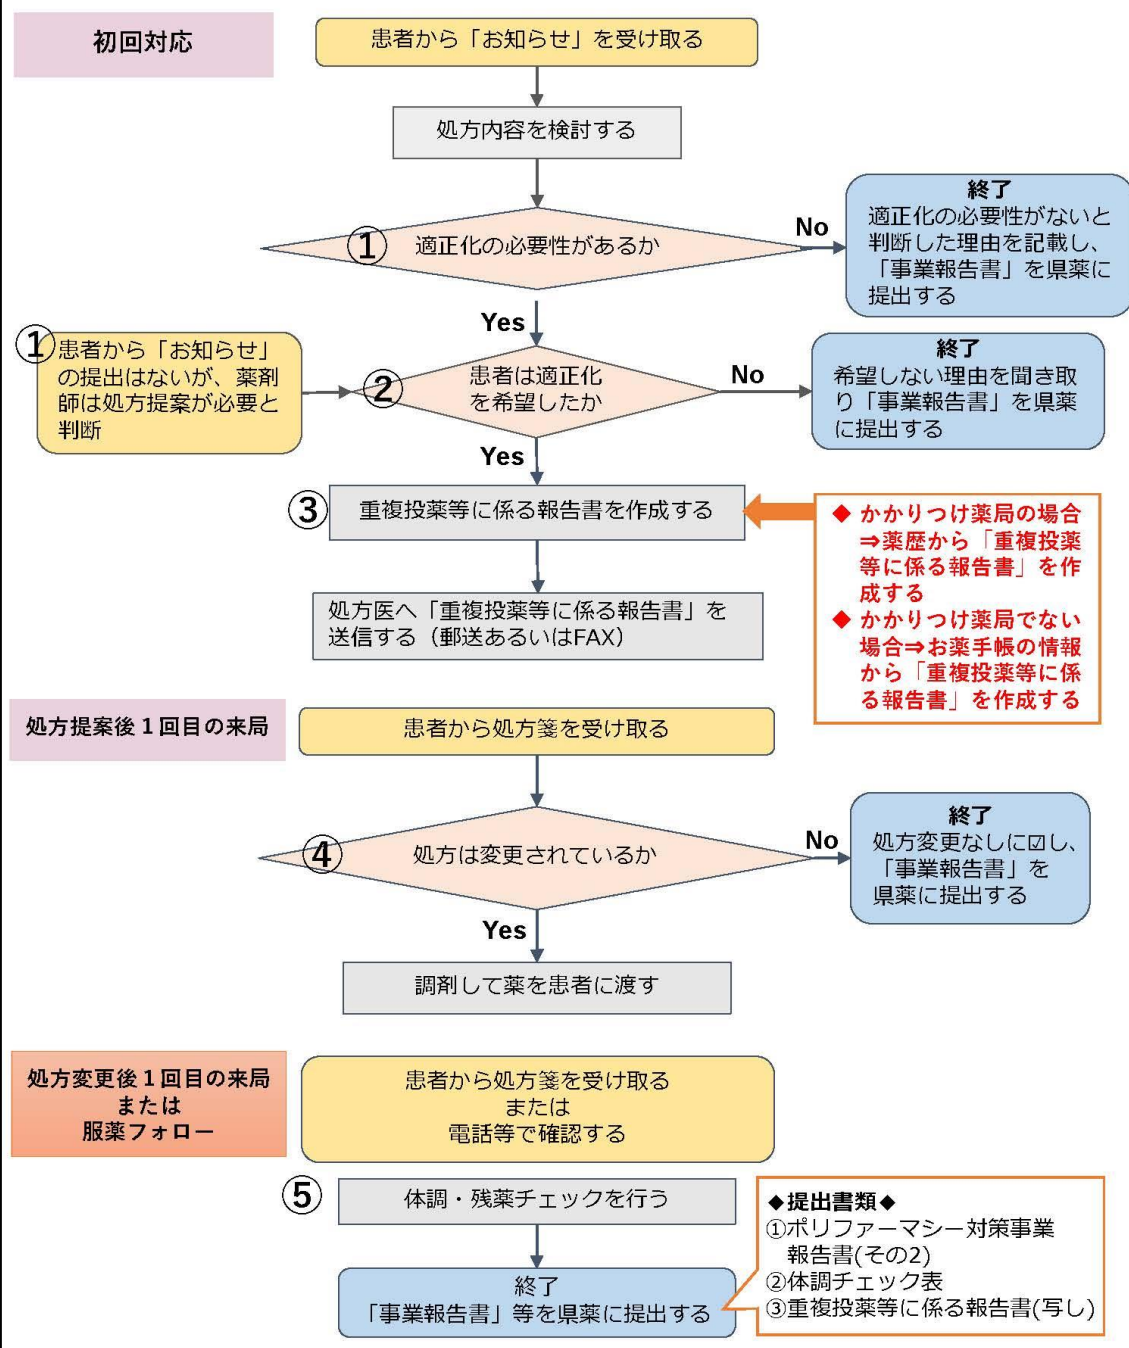 初回対応
患者から「お知らせ」を受け取る
処方内容を検討する
① 適正化の必要性があるか
No
終了
適正化の必要性がないと
判断した理由を記載し、
「事業報告書」を県薬に
提出する
Yes
①
患者から「お知らせ」
の提出はないが、薬剤
師は処方提案が必要と
判断
②
患者は適正化
を希望したか
No
終了
希望しない理由を聞き取
り「事業報告書」を県薬
に提出する
Yes
③ 重複投薬等に係る報告書を作成する
◆ かかりつけ薬局の場合
⇒薬歴から「重複投薬
等に係る報告書」を作
成する
◆ かかりつけ薬局でない
場合⇒お薬手帳の情報
から「重複投薬等に係
る報告書」を作成する
処方医へ「重複投薬等に係る報告書」を
送信する（郵送あるいはFAX）
処方提案後１回目の来局
患者から処方箋を受け取る
④ 処方は変更されているか
No
終了
処方変更なしに☑し、
「事業報告書」を
県薬に提出する
Yes
調剤して薬を患者に渡す
処方変更後１回目の来局
または
服薬フォロー
患者から処方箋を受け取る
または
電話等で確認する
⑤ 体調・残薬チェックを行う
終了
「事業報告書」等を県薬に提出する
◆提出書類◆
①ポリファーマシー対策事業
報告書(その2)
②体調チェック表
③重複投薬等に係る報告書(写し)